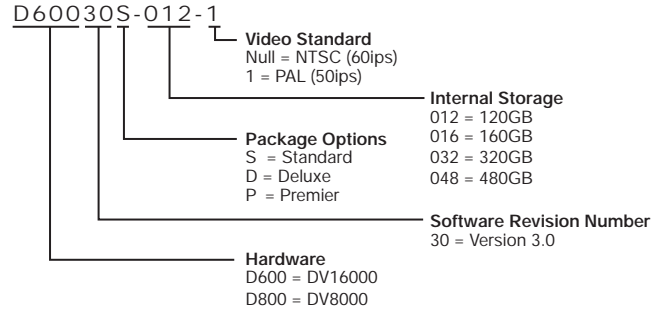 D60030S-012-1
Video Standard
Null = NTSC (60ips)
1 = PAL (50ips)
Internal Storage
012 = 120GB
016 = 160GB
032 = 320GB
048 = 480GB
Package Options
S = Standard
D = Deluxe
P = Premier
Software Revision Number
30 = Version 3.0
Hardware
D600 = DV16000
D800 = DV8000